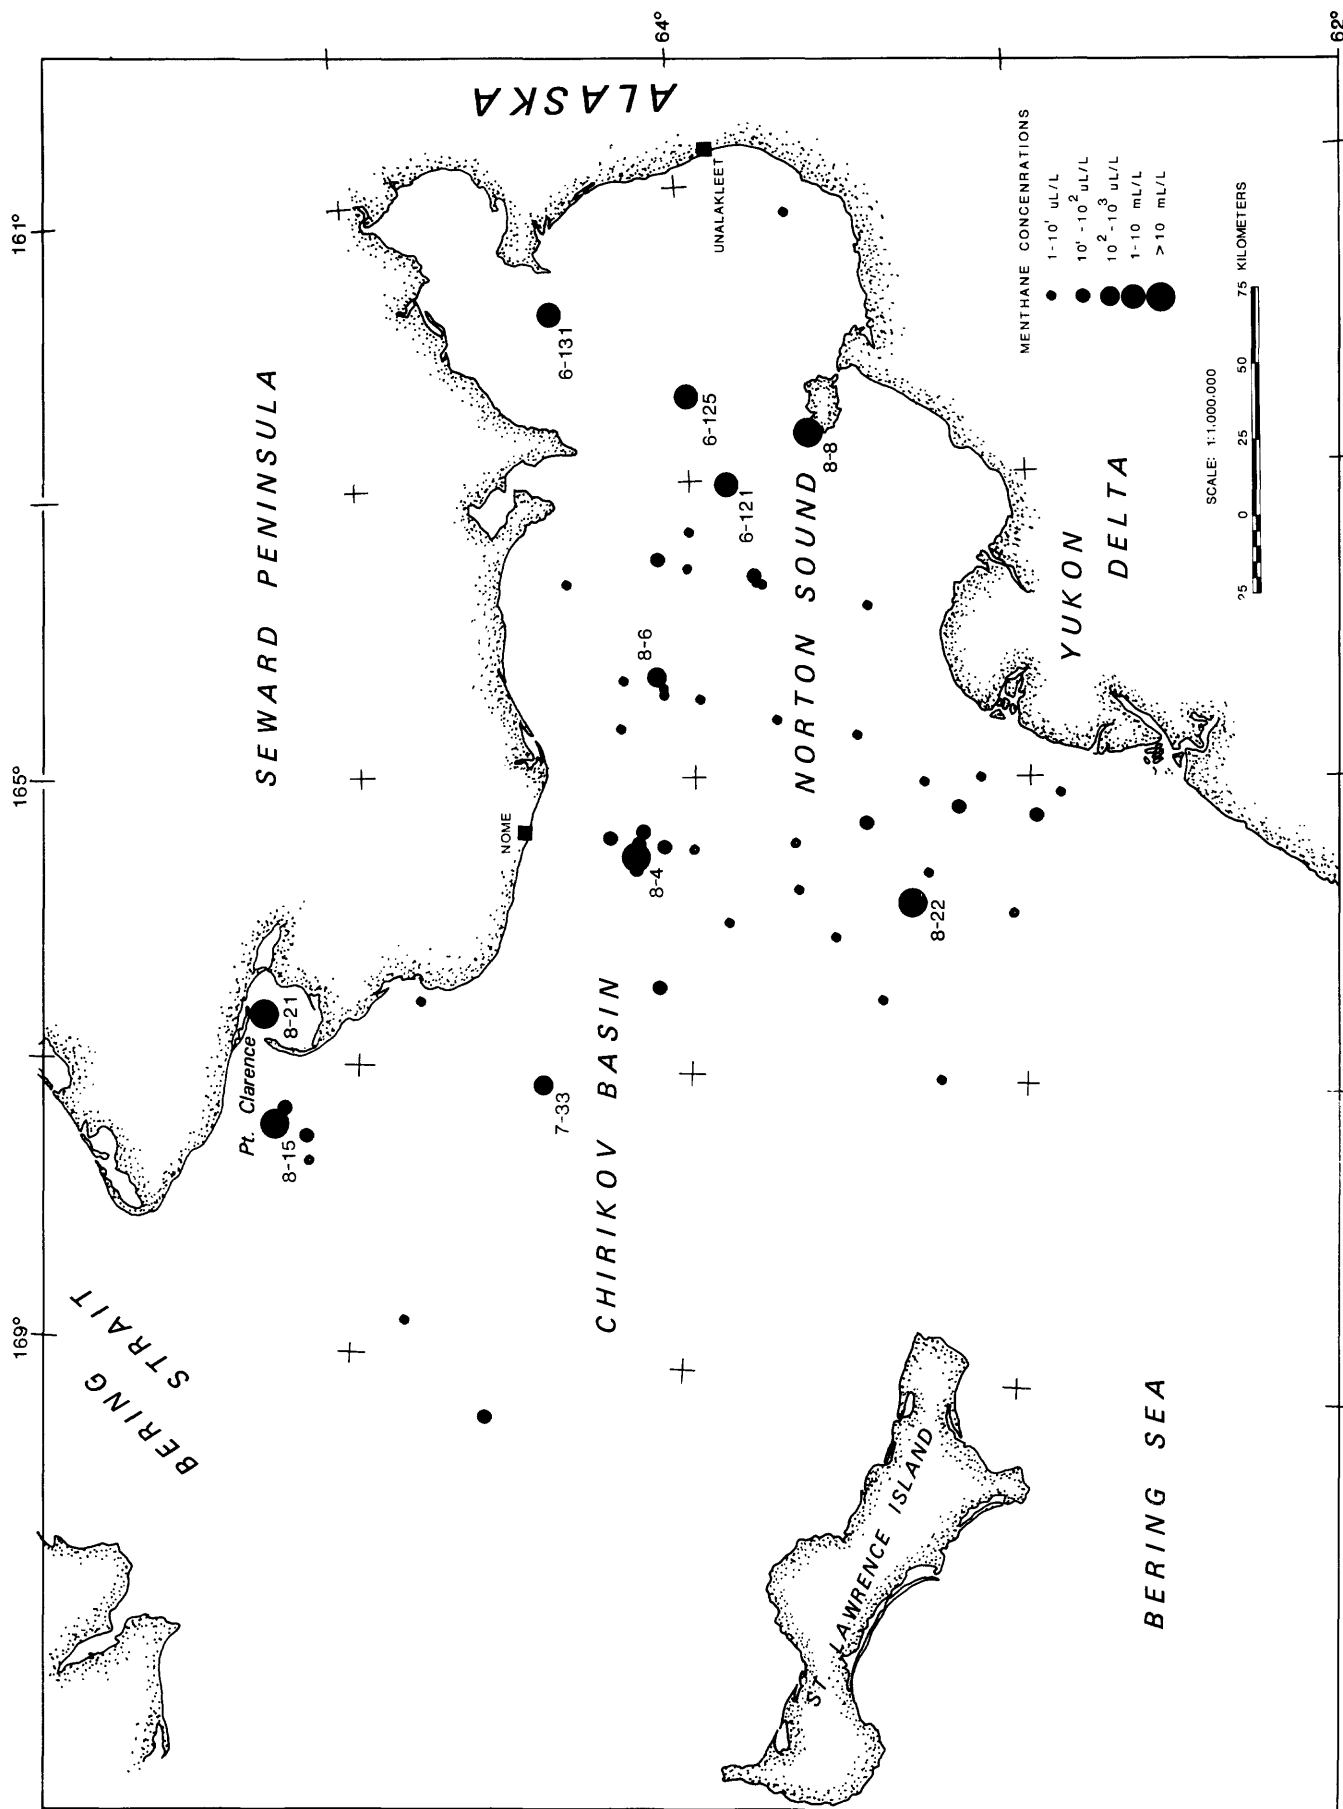 169°
165°
161°
BERING
STRAIT
SEWARD PENINSULA
ALASKA
Pt. Clarence
8-21
8-15
NOME
6-131
7-33
8-4
8-6
6-125
6-121
UNALAKLEET
64°
CHIRIKOV BASIN
NORTON SOUND
8-8
8-22
ST LAWRENCE ISLAND
YUKON
DELTA
BERING SEA
MENTHANE CONCENRATIONS
1-10' uL/L
10' -10² uL/L
10² -10³ uL/L
1-10 mL/L
>10 mL/L
SCALE: 1:1.000.000
25 0 25 50 75 KILOMETERS
62°